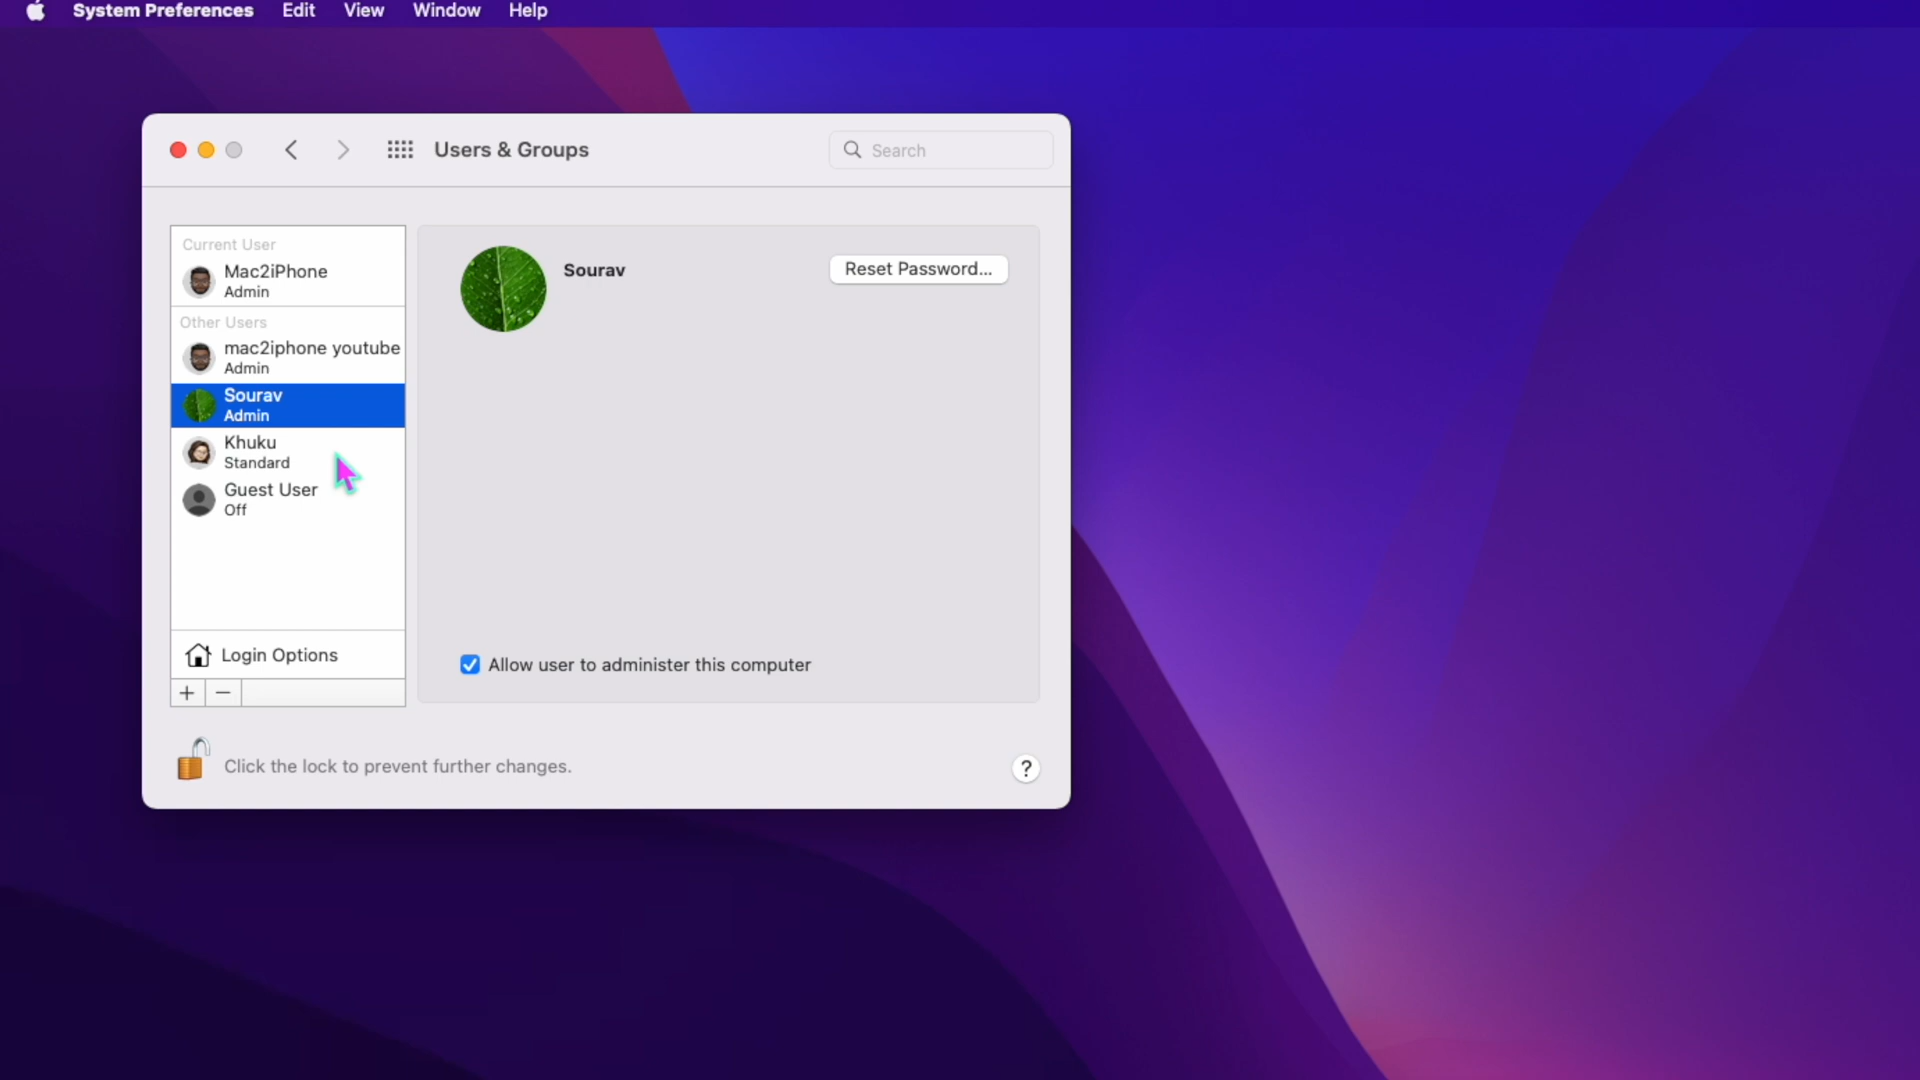 System Preferences Edit View Window Help
Users & Groups
Search
Current User
Mac2iPhone
Admin
Other Users
mac2iphone youtube
Admin
Sourav
Admin
Khuku
Standard
Guest User
Off
Login Options
+ −
Sourav
Reset Password...
Allow user to administer this computer
Click the lock to prevent further changes.
?